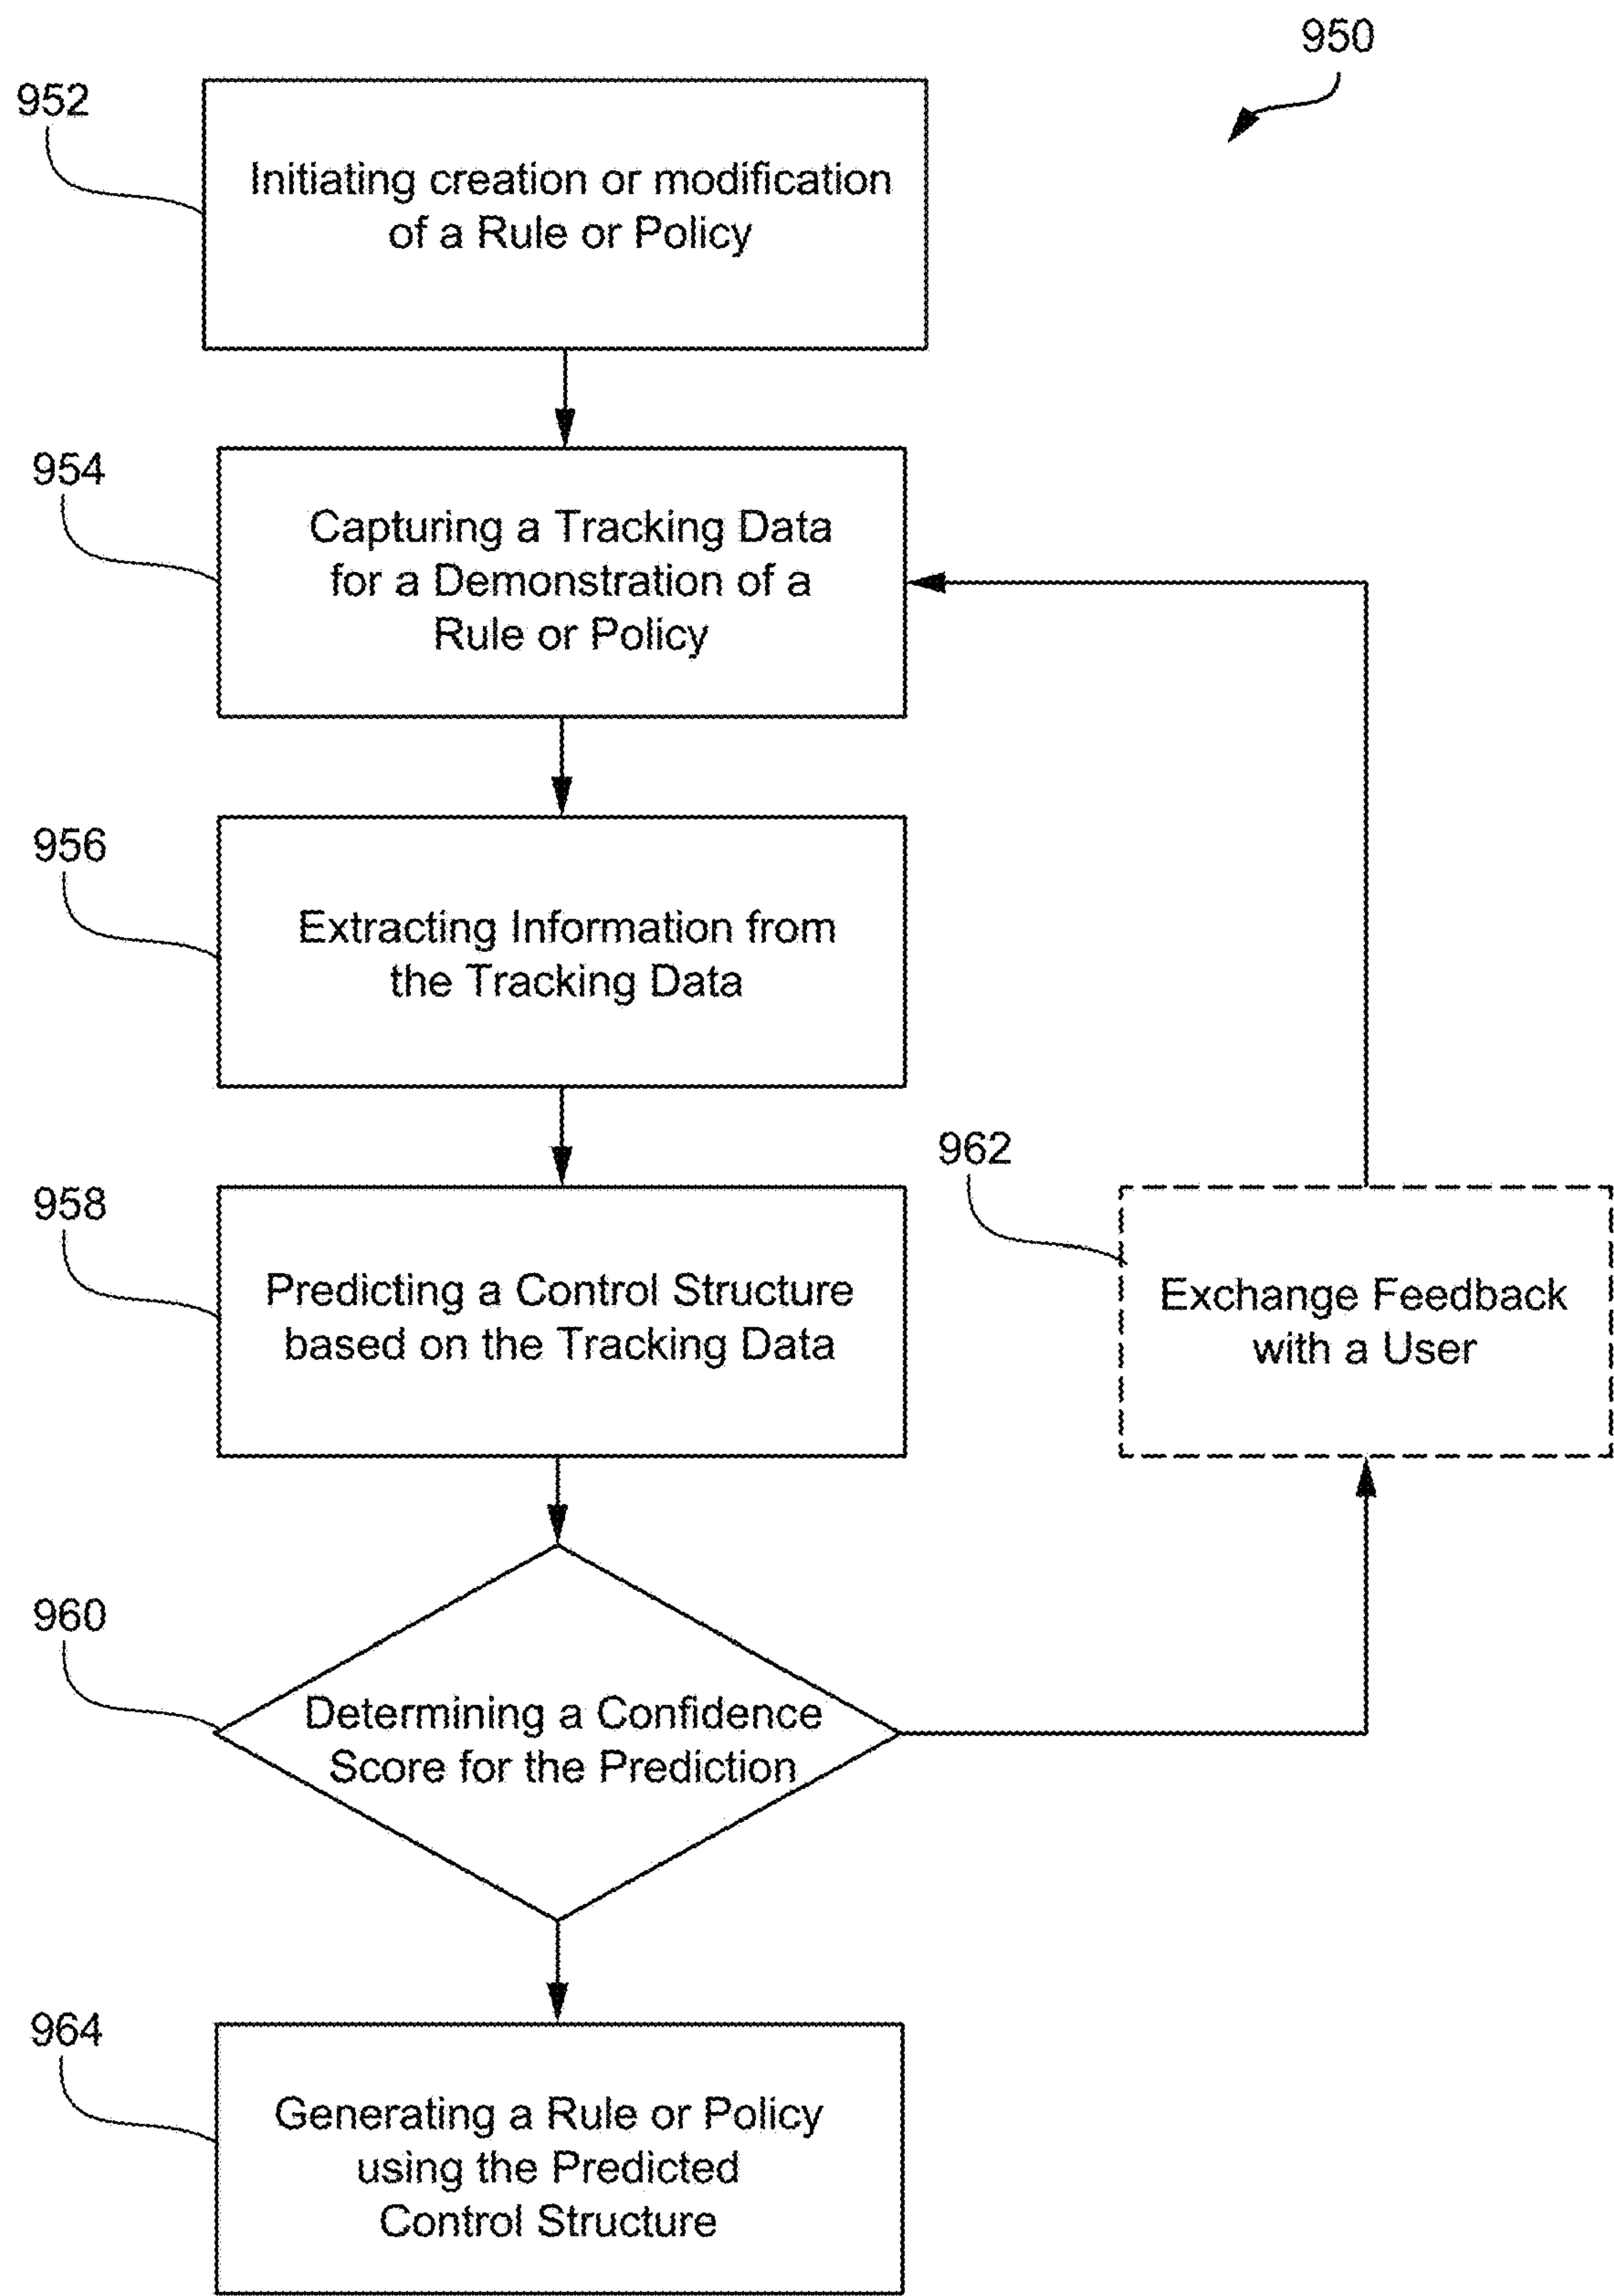 950
952
Initiating creation or modification
of a Rule or Policy
954
Capturing a Tracking Data
for a Demonstration of a
Rule or Policy
956
Extracting Information from
the Tracking Data
958
Predicting a Control Structure
based on the Tracking Data
962
Exchange Feedback
with a User
960
Determining a Confidence
Score for the Prediction
964
Generating a Rule or Policy
using the Predicted
Control Structure